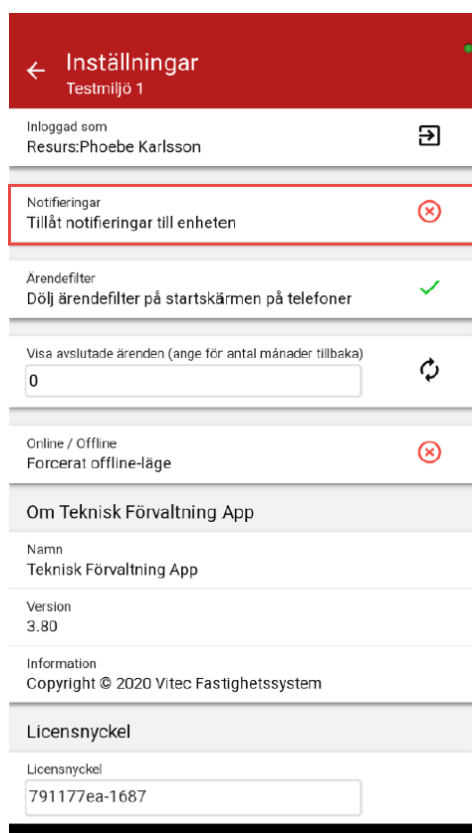 Inställningar
Testmiljö 1
Inloggad som
Resurs:Phoebe Karlsson
Notifieringar
Tillåt notifieringar till enheten
Ärendefilter
Dölj ärendefilter på startskärmen på telefoner
Visa avslutade ärenden (ange för antal månader tillbaka)
0
Online / Offline
Forcerat offline-läge
Om Teknisk Förvaltning App
Namn
Teknisk Förvaltning App
Version
3.80
Information
Copyright © 2020 Vitec Fastighetssystem
Licensnyckel
Licensnyckel
791177ea-1687